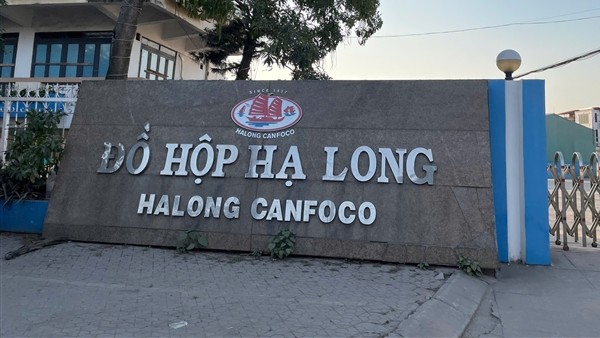 SINCE 1957
HALONG CANFOCO
ĐỒ HỘP HẠ LONG
HALONG CANFOCO